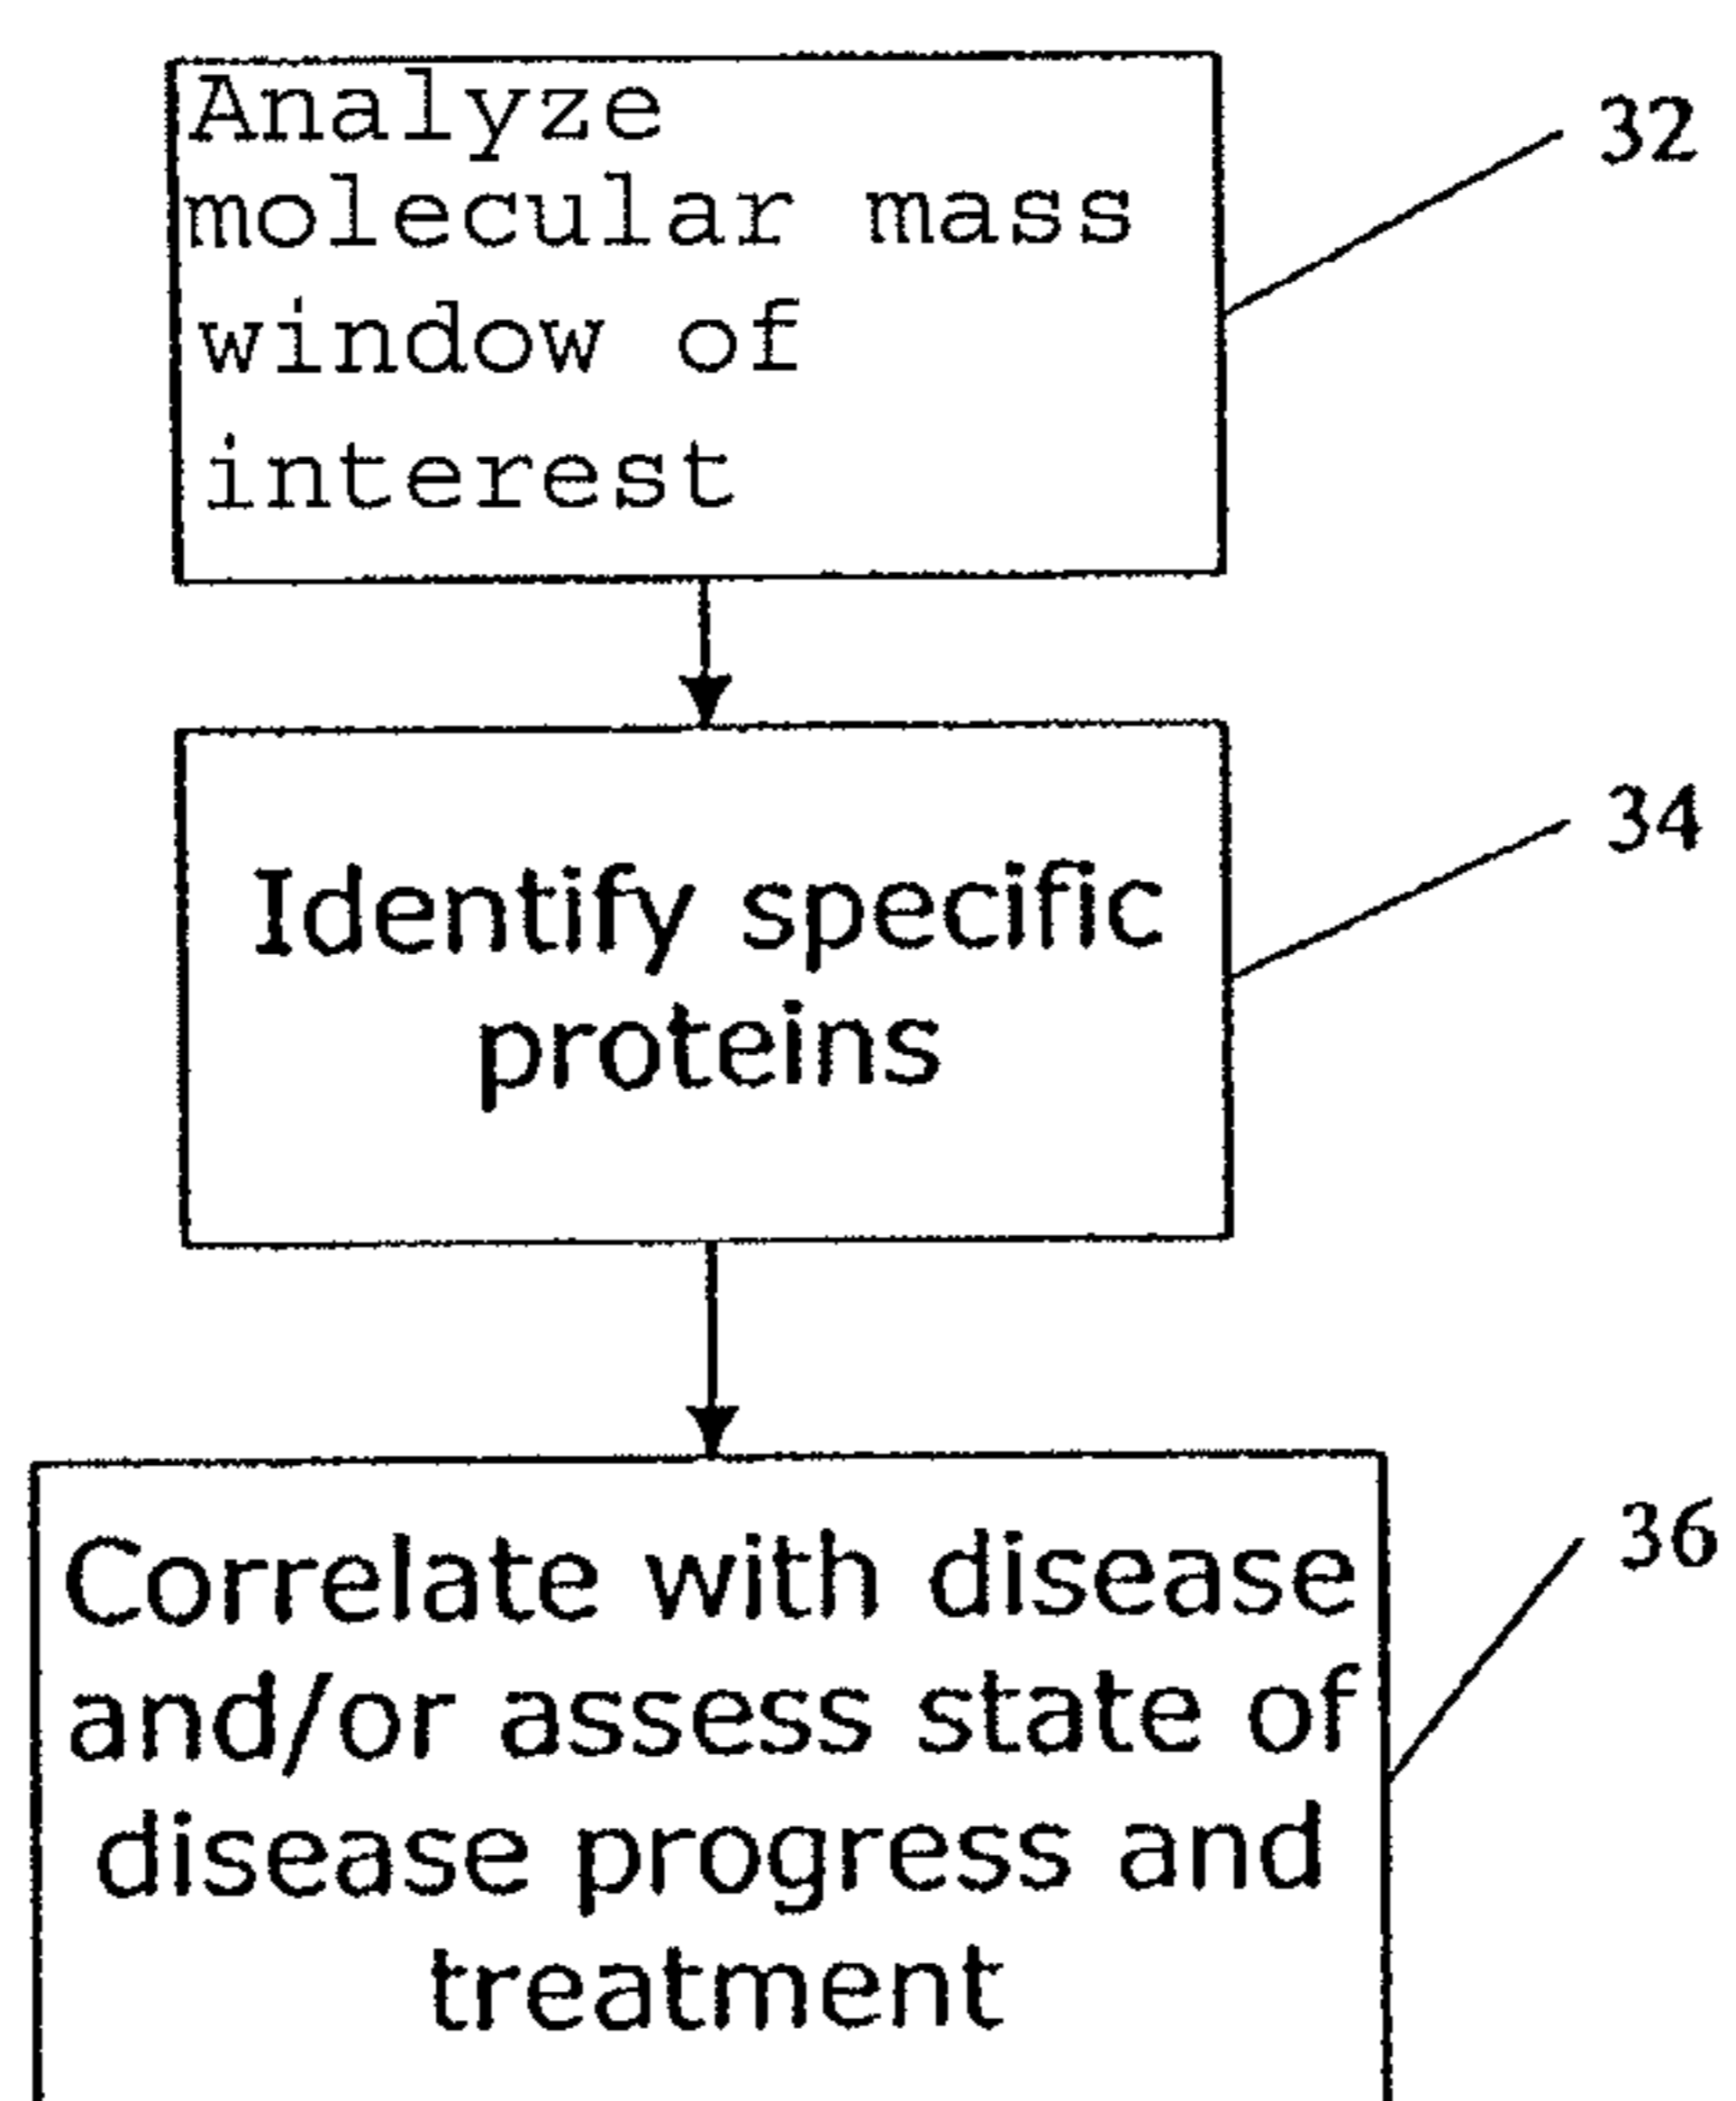 Analyze
molecular mass
window of
interest
32
Identify specific
proteins
34
Correlate with disease
and/or assess state of
disease progress and
treatment
36